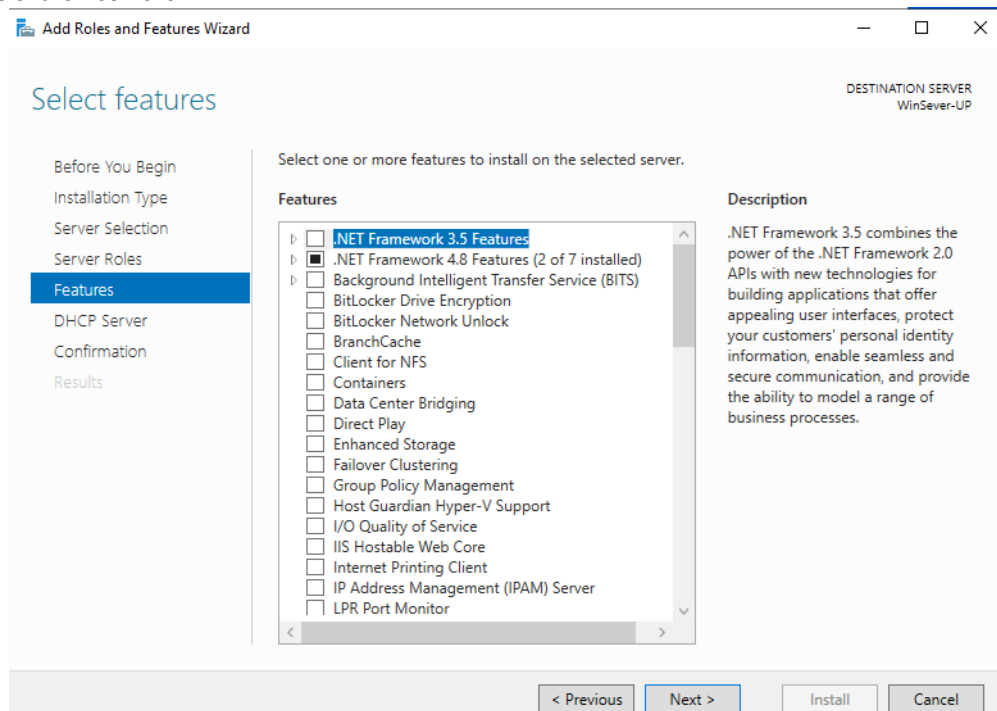 Add Roles and Features Wizard
Select features
DESTINATION SERVER
WinSever-UP
Before You Begin
Installation Type
Server Selection
Server Roles
Features
DHCP Server
Confirmation
Results
Select one or more features to install on the selected server.
Features
.NET Framework 3.5 Features
.NET Framework 4.8 Features (2 of 7 installed)
Background Intelligent Transfer Service (BITS)
BitLocker Drive Encryption
BitLocker Network Unlock
BranchCache
Client for NFS
Containers
Data Center Bridging
Direct Play
Enhanced Storage
Failover Clustering
Group Policy Management
Host Guardian Hyper-V Support
I/O Quality of Service
IIS Hostable Web Core
Internet Printing Client
IP Address Management (IPAM) Server
LPR Port Monitor
Description
.NET Framework 3.5 combines the
power of the .NET Framework 2.0
APIs with new technologies for
building applications that offer
appealing user interfaces, protect
your customers' personal identity
information, enable seamless and
secure communication, and provide
the ability to model a range of
business processes.
< Previous
Next >
Install
Cancel